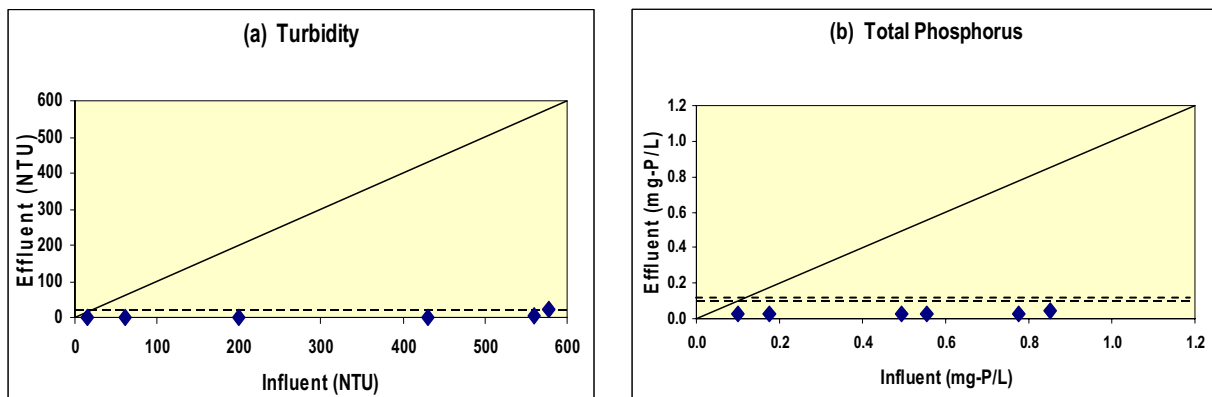 (a) Turbidity
Effluent (NTU)
600
500
400
300
200
100
0
0 100 200 300 400 500 600
Influent (NTU)
(b) Total Phosphorus
Effluent (mg-P/L)
1.2
1.0
0.8
0.6
0.4
0.2
0.0
0.0 0.2 0.4 0.6 0.8 1.0 1.2
Influent (mg-P/L)